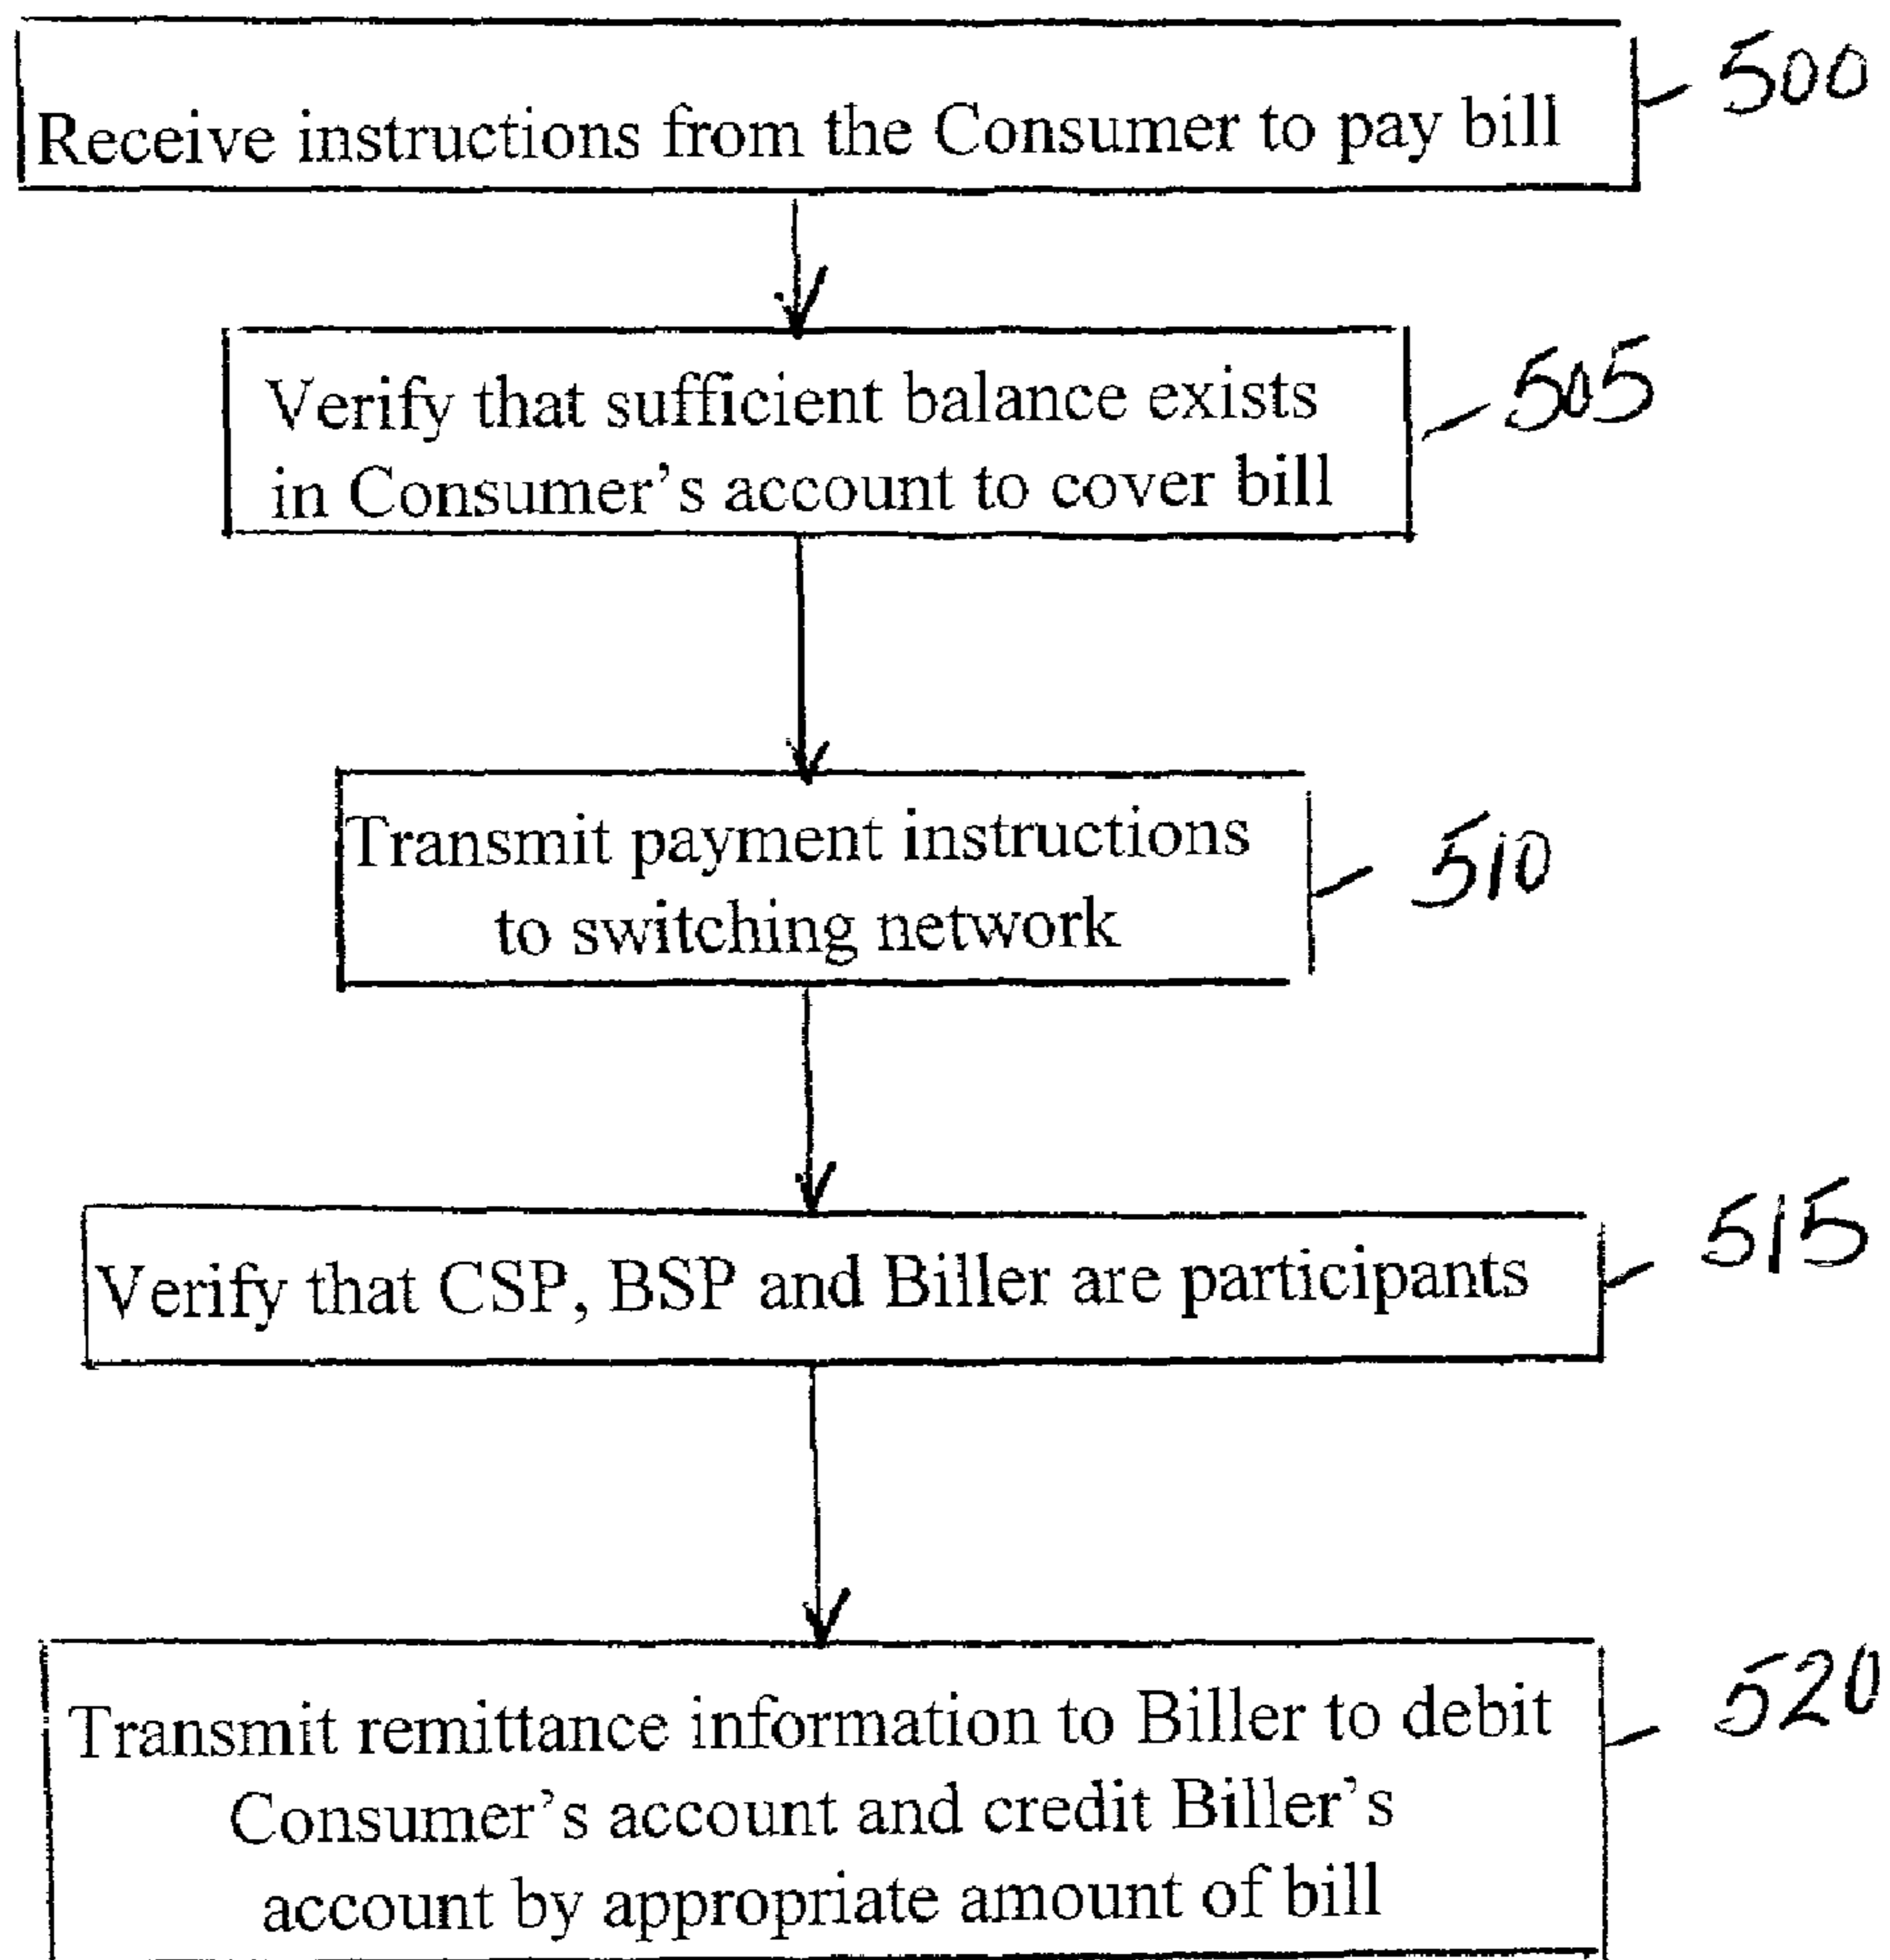 500
Receive instructions from the Consumer to pay bill
505
Verify that sufficient balance exists
in Consumer's account to cover bill
510
Transmit payment instructions
to switching network
515
Verify that CSP, BSP and Biller are participants
520
Transmit remittance information to Biller to debit
Consumer's account and credit Biller's
account by appropriate amount of bill